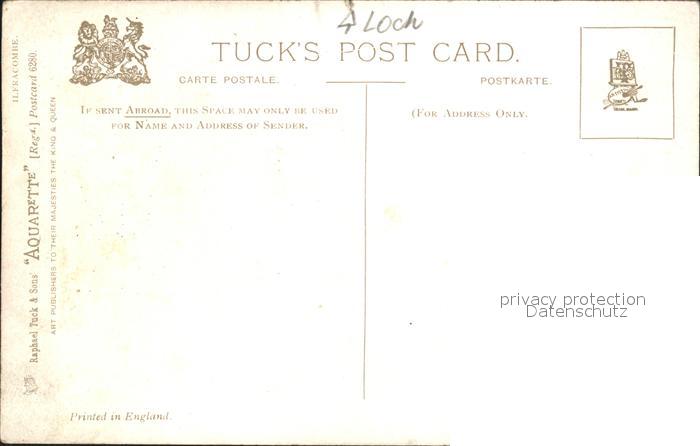 4 Loch
TUCK'S POST CARD.
CARTE POSTALE.
POSTKARTE.
IF SENT ABROAD, THIS SPACE MAY ONLY BE USED
FOR NAME AND ADDRESS OF SENDER.
(FOR ADDRESS ONLY.
ILFRACOMBE.
Raphael Tuck & Sons' "AQUARETTE" [Regd.] Postcard 6280.
ART PUBLISHERS TO THEIR MAJESTIES THE KING & QUEEN
privacy protection
Datenschutz
Printed in England.